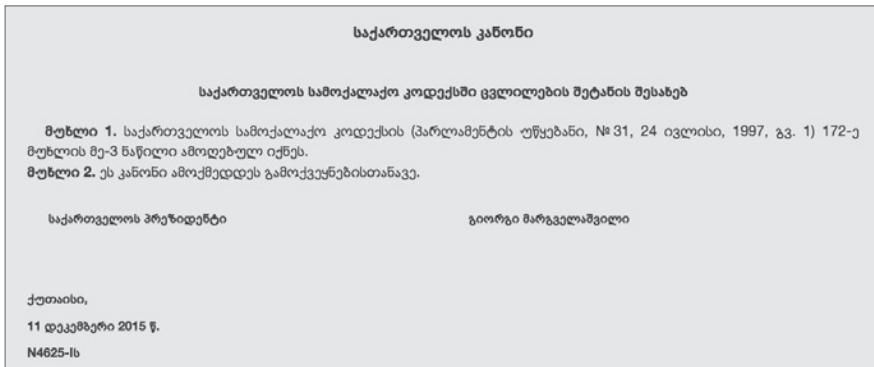 საქართველოს კანონი
საქართველოს სამოქალაქო კოდექსში ცვლილების შეტანის შესახებ
მუხლი 1. საქართველოს სამოქალაქო კოდექსის (პარლამენტის უწყებანი, №31, 24 ივლისი, 1997, გვ. 1) 172-ე
მუხლის მე-3 ნაწილი ამოღებულ იქნეს.
მუხლი 2. ეს კანონი ამოქმედდეს გამოქვეყნებისთანავე.
საქართველოს პრეზიდენტი გიორგი მარგველაშვილი
ქუთაისი,
11 დეკემბერი 2015 წ.
N4625-Iს